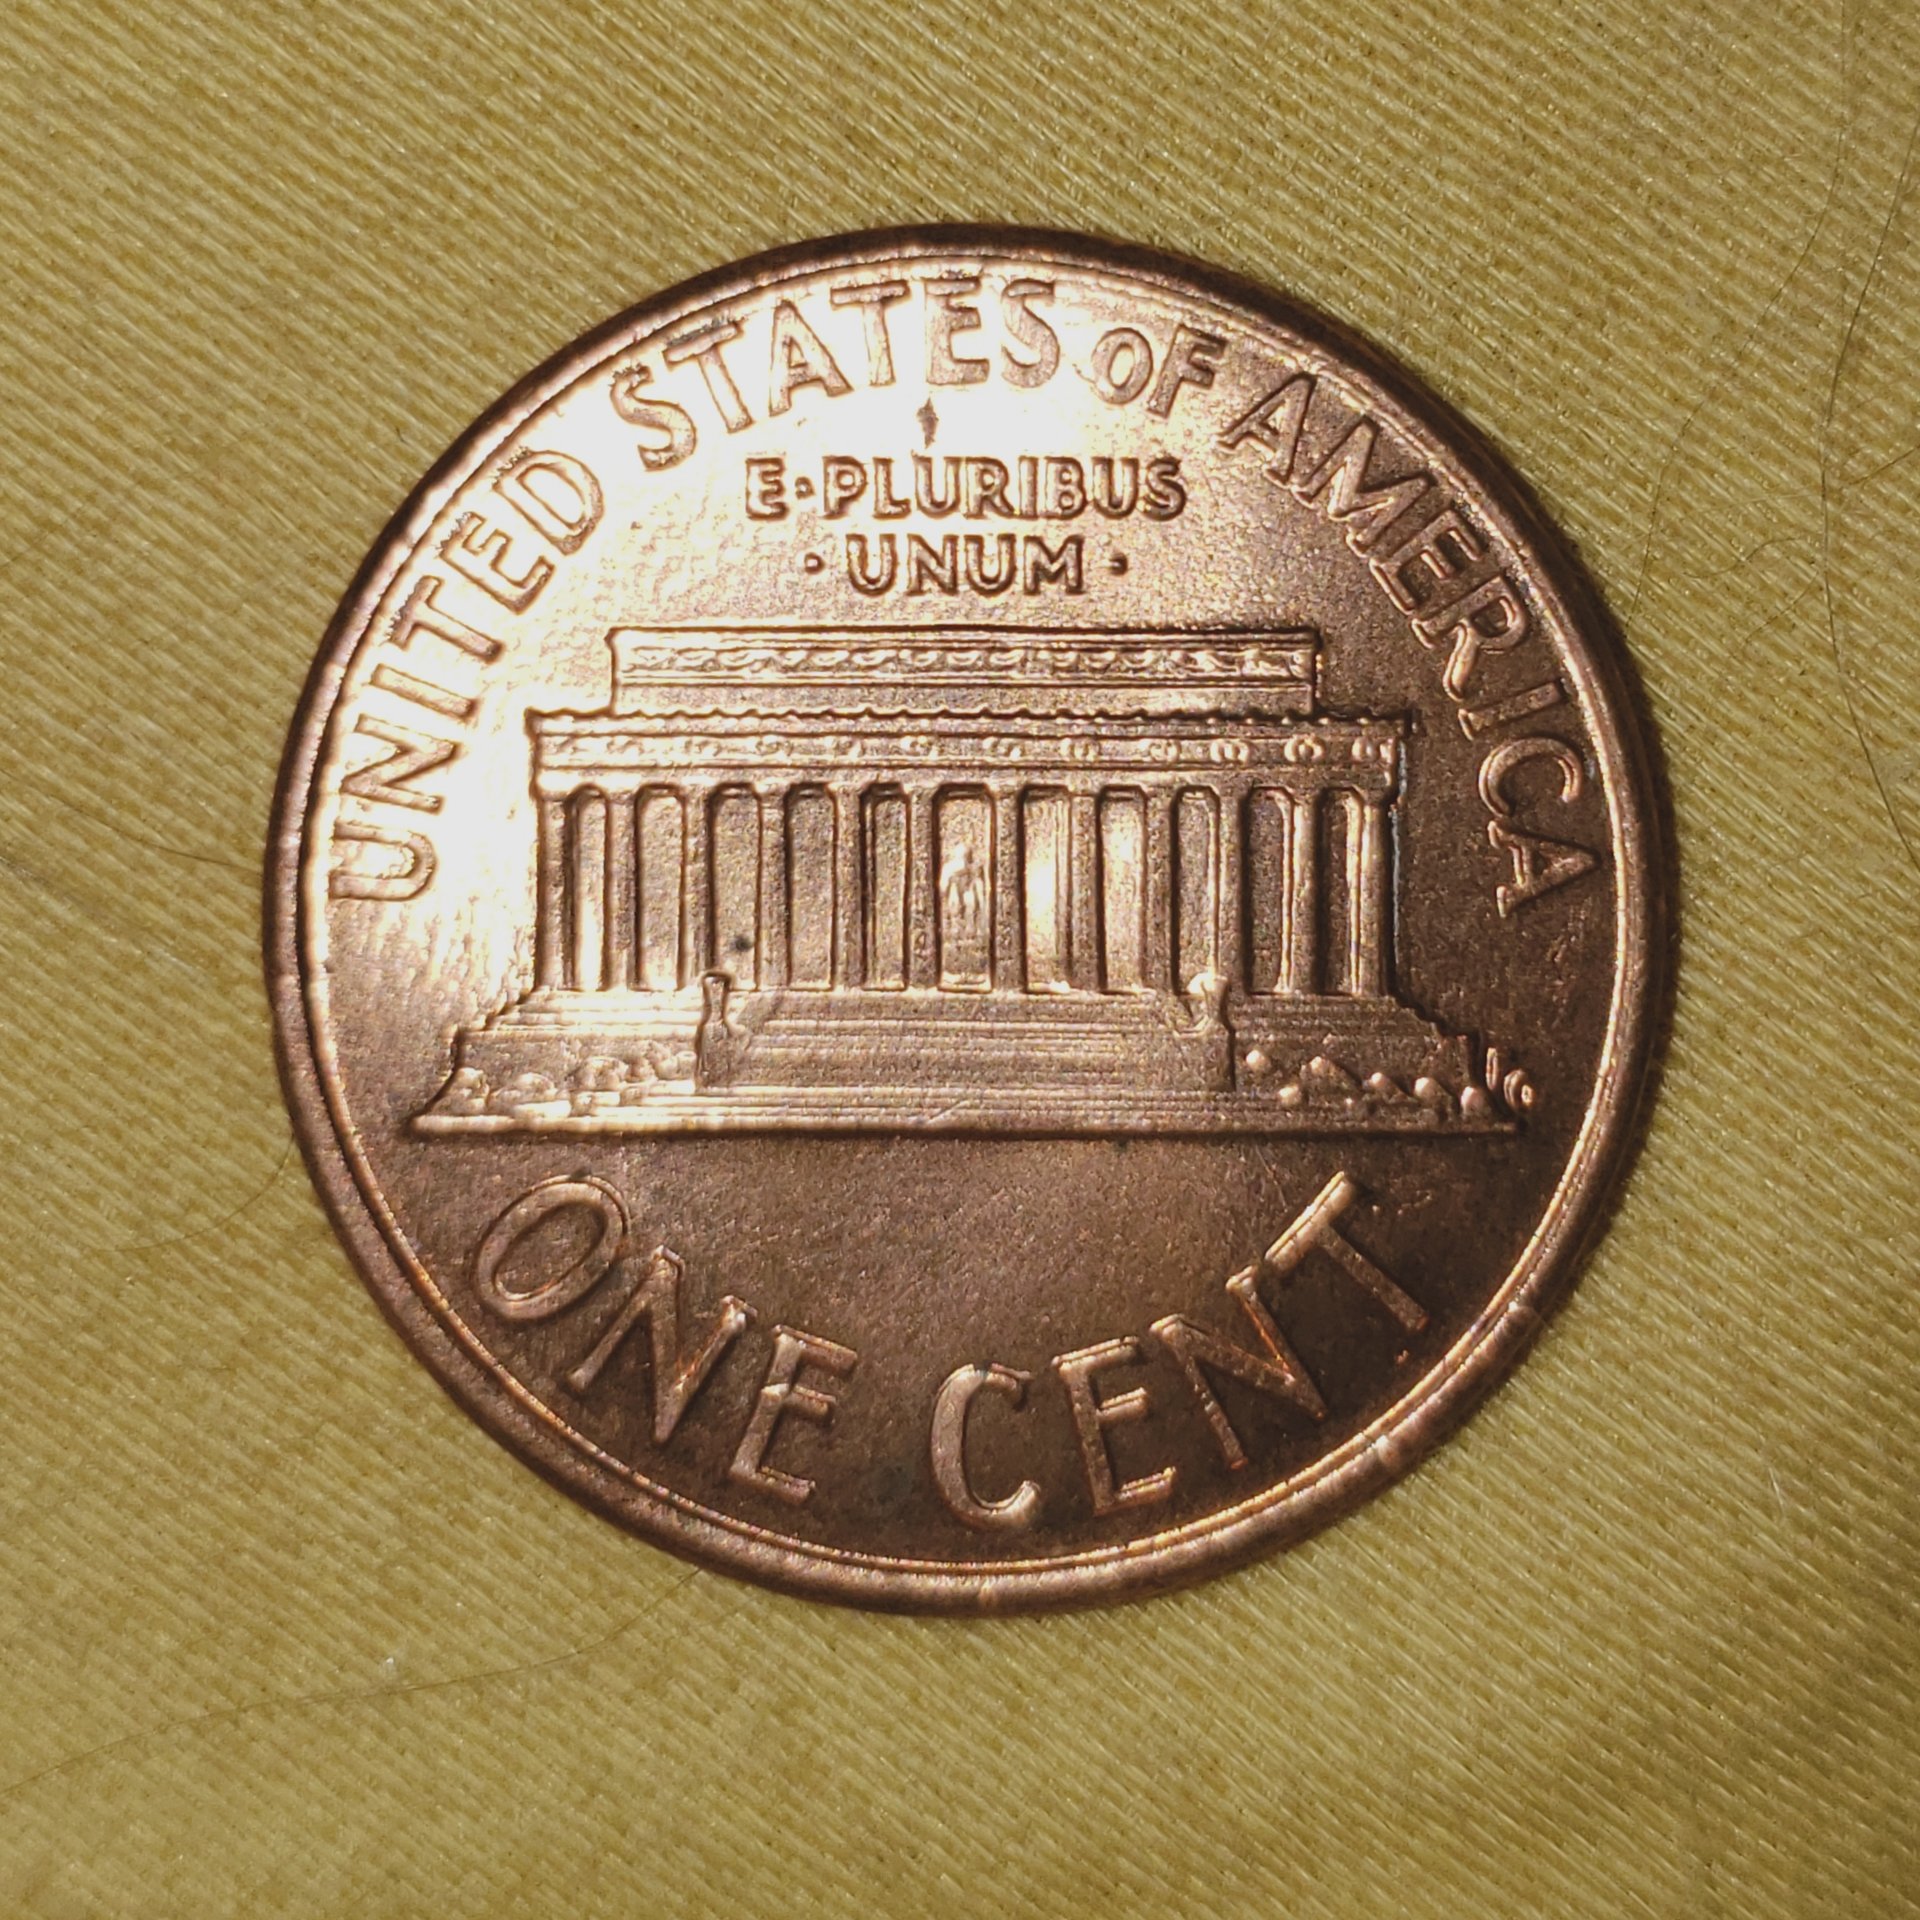 UNITED STATES OF AMERICA
E·PLURIBUS
·UNUM·
ONE CENT